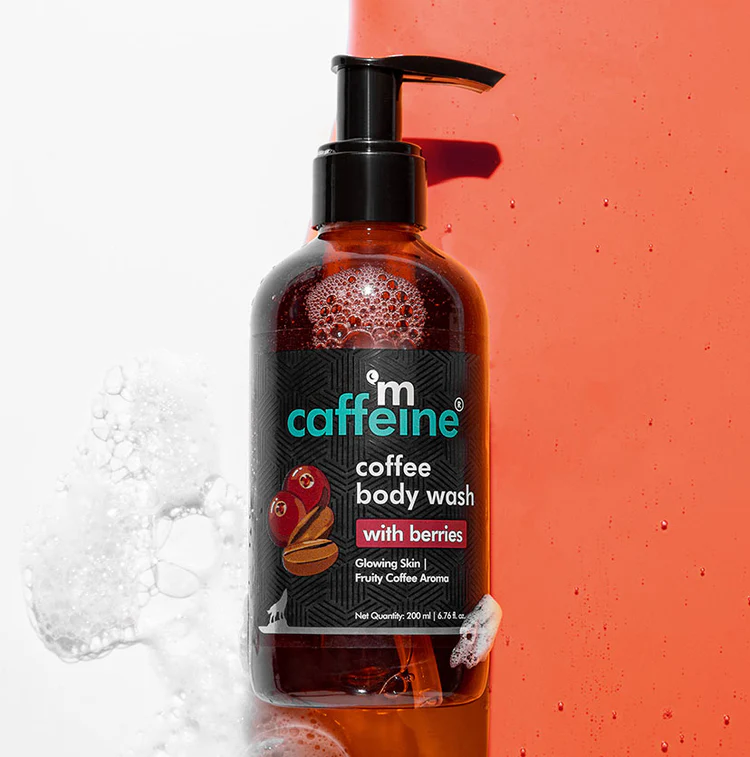 'm
caffeine®
coffee
body wash
with berries
Glowing Skin |
Fruity Coffee Aroma
Net Quantity: 200 ml | 6.76 fl. oz.